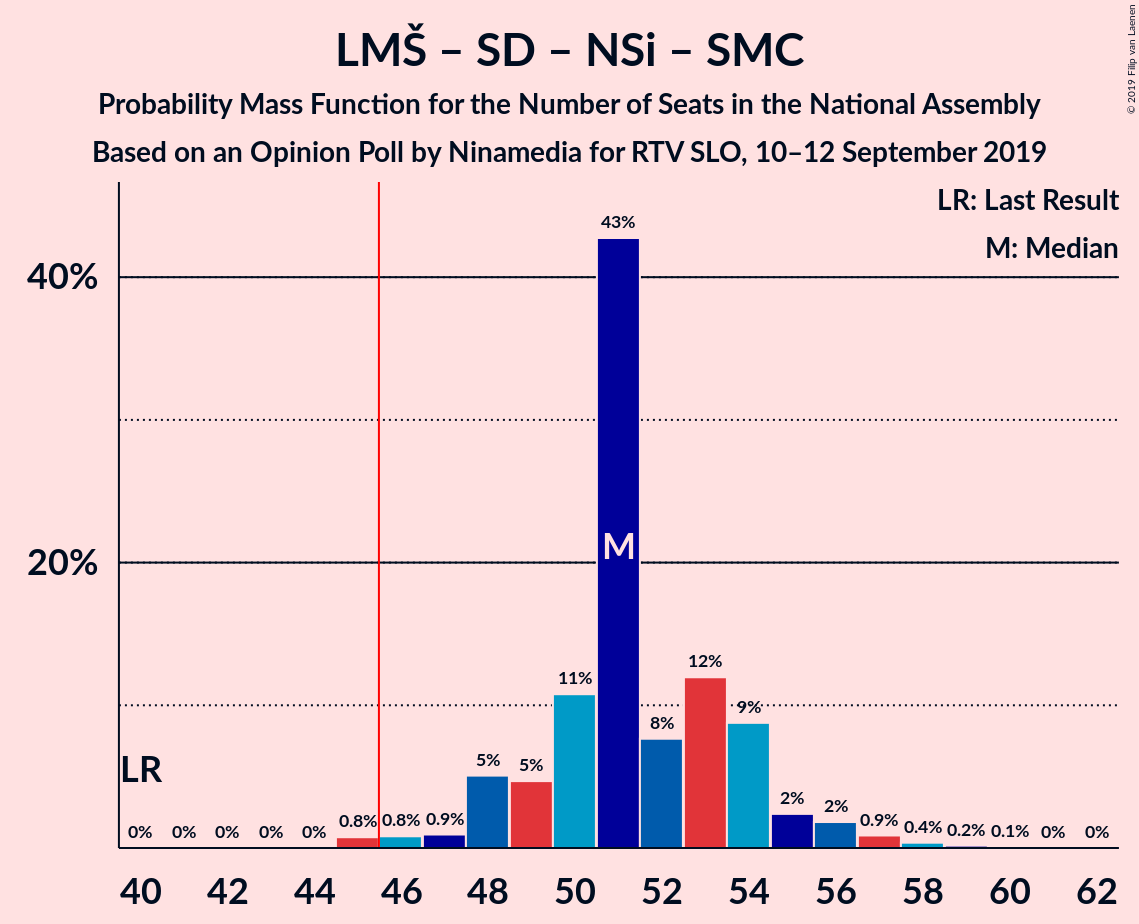 LMŠ – SD – NSi – SMC
Probability Mass Function for the Number of Seats in the National Assembly
Based on an Opinion Poll by Ninamedia for RTV SLO, 10–12 September 2019
© 2019 Filip van Laenen
LR: Last Result
M: Median
40%
20%
LR
M
0% 0% 0% 0% 0% 0.8% 0.8% 0.9% 5% 5% 11% 43% 8% 12% 9% 2% 2% 0.9% 0.4% 0.2% 0.1% 0% 0%
40 42 44 46 48 50 52 54 56 58 60 62